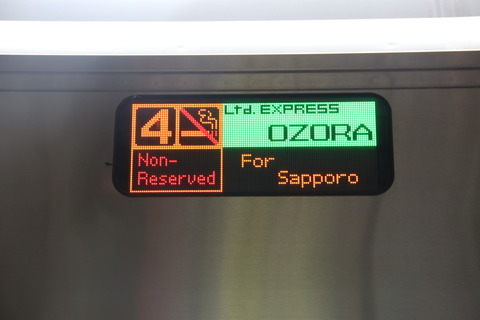 4
Ltd. EXPRESS
OZORA
Non-
Reserved
For
Sapporo